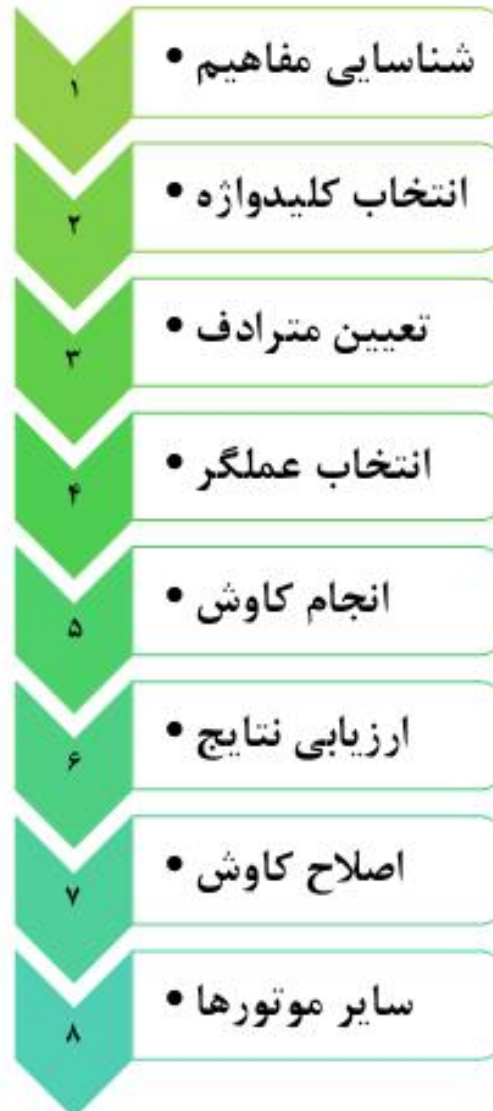 ۱
• شناسایی مفاهیم
۲
• انتخاب کلیدواژه
۳
• تعیین مترادف
۴
• انتخاب عملگر
۵
• انجام کاوش
۶
• ارزیابی نتایج
۷
• اصلاح کاوش
۸
• سایر موتورها